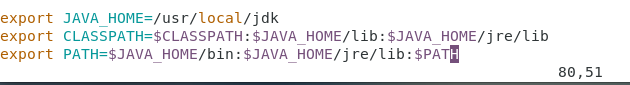 export JAVA_HOME=/usr/local/jdk
export CLASSPATH=$CLASSPATH:$JAVA_HOME/lib:$JAVA_HOME/jre/lib
export PATH=$JAVA_HOME/bin:$JAVA_HOME/jre/lib:$PATH
80,51